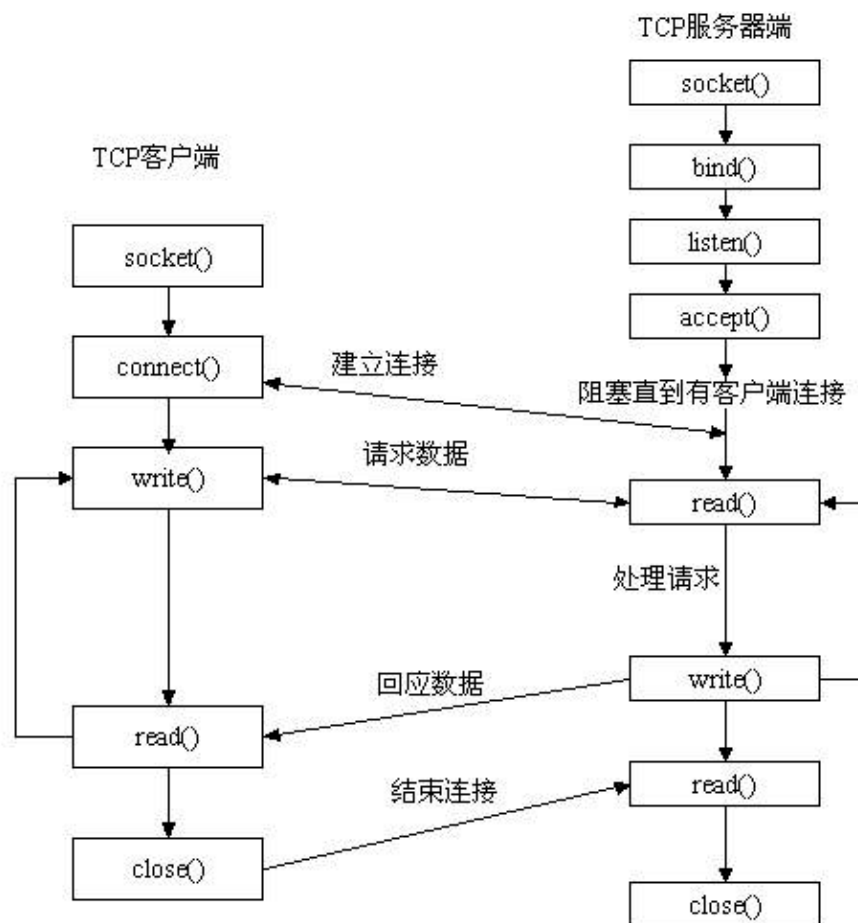 TCP服务器端
socket()
bind()
listen()
accept()
阻塞直到有客户端连接
read()
处理请求
write()
read()
close()
TCP客户端
socket()
connect()
write()
read()
close()
建立连接
请求数据
回应数据
结束连接